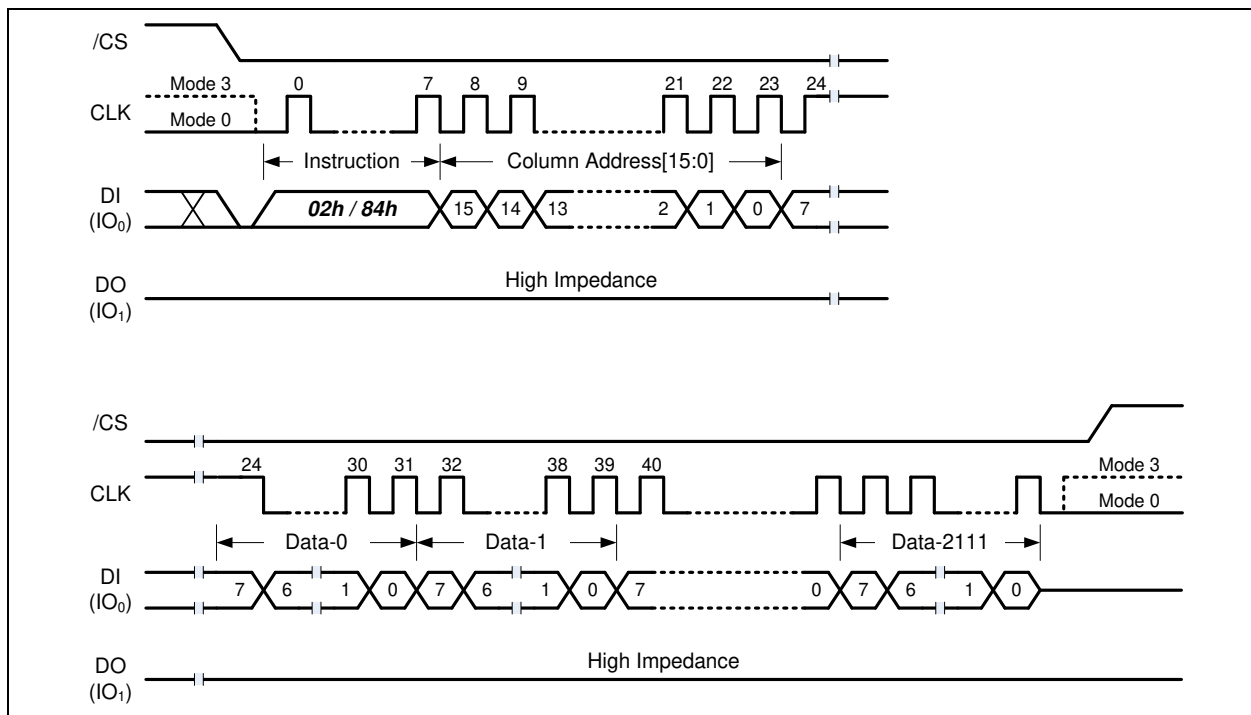 /CS
Mode 3 0 7 8 9 21 22 23 24
CLK
Mode 0
Instruction Column Address[15:0]
DI
(IO0)
02h / 84h 15 14 13 2 1 0 7
High Impedance
DO
(IO1)
/CS
24 30 31 32 38 39 40 Mode 3
CLK
Mode 0
Data-0 Data-1 Data-2111
DI
(IO0)
7 6 1 0 7 6 1 0 7 0 7 6 1 0
High Impedance
DO
(IO1)